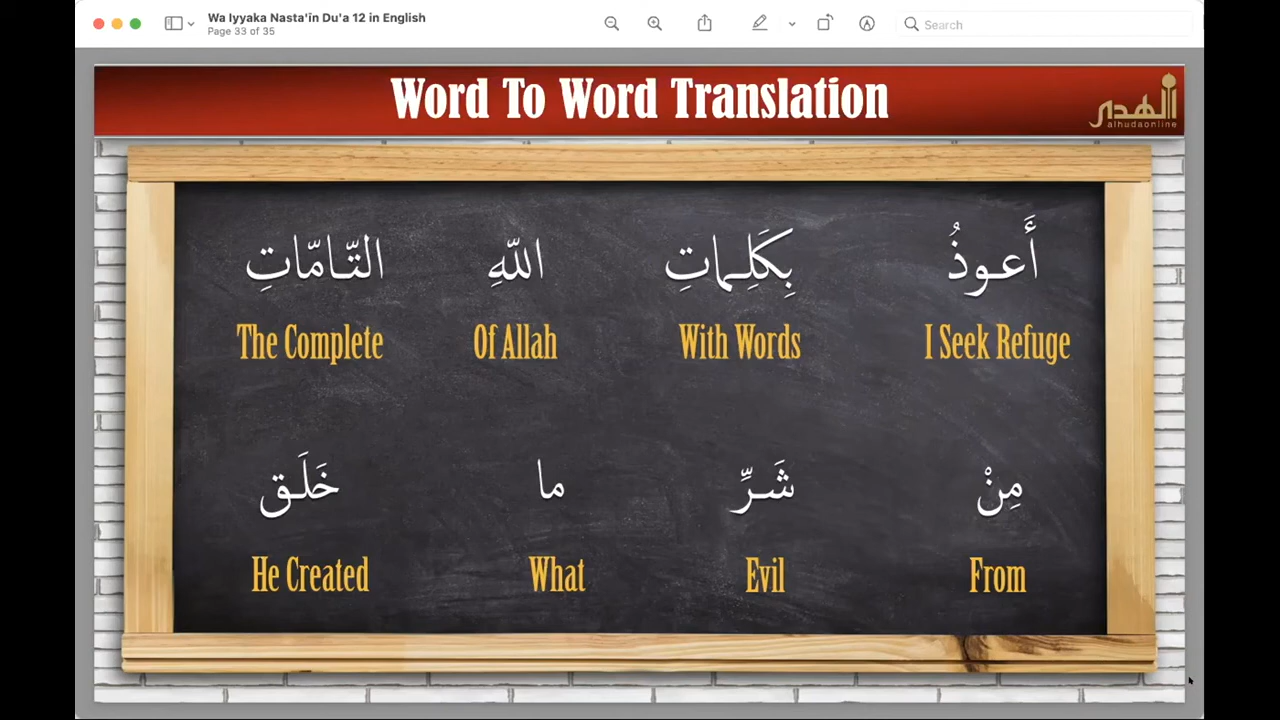 Wa Iyyaka Nasta'īn Du'a 12 in English
Page 33 of 35
Search
Word To Word Translation
الهدى
alhudaonline
أَعوذُ بِكَلِماتِ اللّهِ التّامّاتِ
I Seek Refuge With Words Of Allah The Complete
مِنْ شَرِّ ما خَلَق
From Evil What He Created